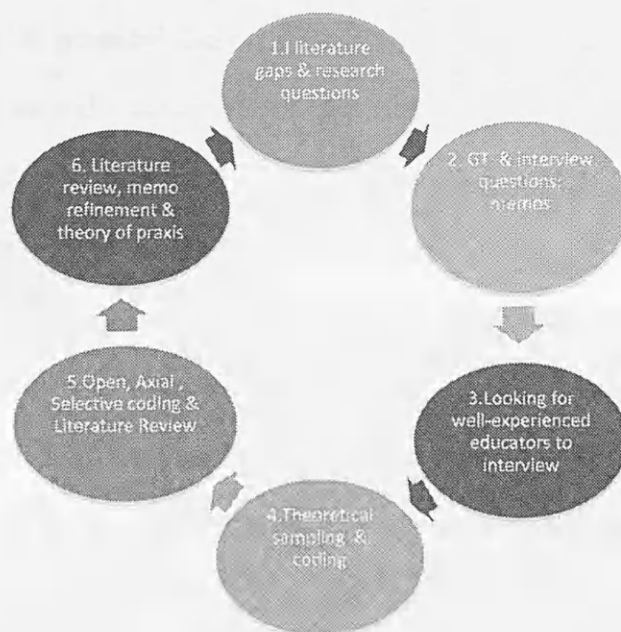 1.I literature
gaps & research
questions
2. GT & interview
questions:
memos
3.Looking for
well-experienced
educators to
interview
4.Theoretical
sampling &
coding
5.Open, Axial ,
Selective coding &
Literature Review
6. Literature
review, memo
refinement &
theory of praxis